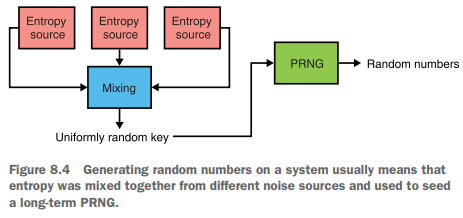 Entropy
source
Entropy
source
Entropy
source
Mixing
PRNG
Random numbers
Uniformly random key
Figure 8.4 Generating random numbers on a system usually means that
entropy was mixed together from different noise sources and used to seed
a long-term PRNG.